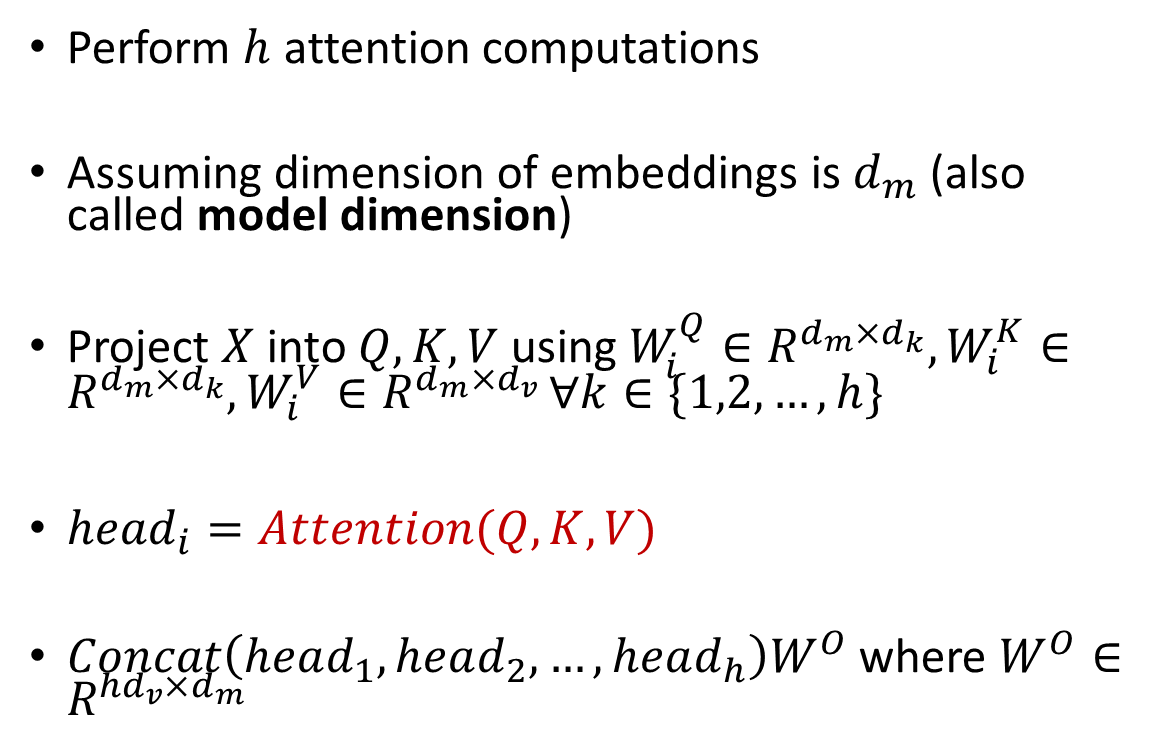 • Perform ℎ attention computations
• Assuming dimension of embeddings is 𝑑ₘ (also
called model dimension)
• Project 𝑋 into 𝑄, 𝐾, 𝑉 using 𝑊_i^Q ∈ 𝑅^{d_m×d_k}, 𝑊_i^K ∈
𝑅^{d_m×d_k}, 𝑊_i^V ∈ 𝑅^{d_m×d_v} ∀𝑘 ∈ {1,2, … , ℎ}
• head_i = Attention(Q, K, V)
• Concat(head_1, head_2, … , head_h)W^O where W^O ∈
R^{hd_v×d_m}